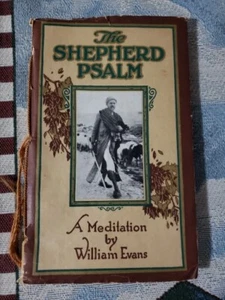 The
SHEPHERD
PSALM
A Meditation
by
William Evans